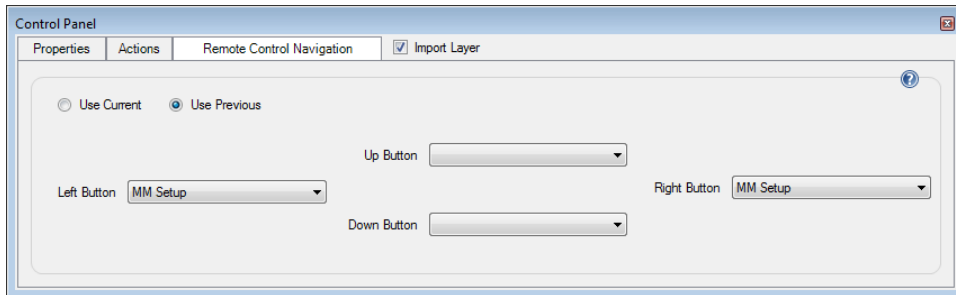 Control Panel
Properties Actions Remote Control Navigation Import Layer
Use Current Use Previous
Up Button
Left Button MM Setup Right Button MM Setup
Down Button